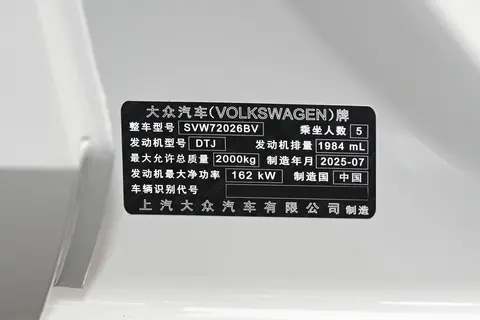 大众汽车(VOLKSWAGEN)牌
整车型号 SVW72026BV 乘坐人数 5
发动机型号 DTJ 发动机排量 1984 mL
最大允许总质量 2000kg 制造年月 2025-07
发动机最大净功率 162 kW 制造国 中国
车辆识别代号
上汽大众汽车有限公司 制造